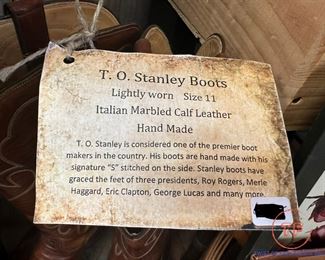 T. O. Stanley Boots
Lightly worn    Size 11
Italian Marbled Calf Leather
Hand Made
T. O. Stanley is considered one of the premier boot
makers in the country. His boots are hand made with his
signature "S" stitched on the side. Stanley boots have
graced the feet of three presidents, Roy Rogers, Merle
Haggard, Eric Clapton, George Lucas and many more.